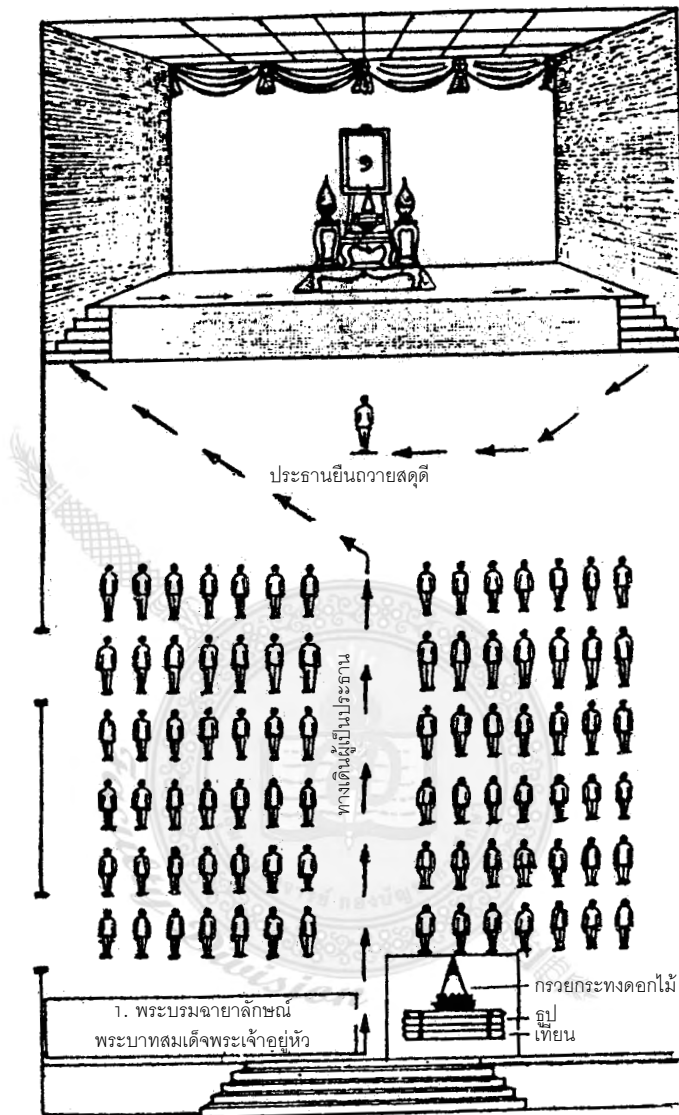 ๑
ประธานยืนถวายสดุดี
ทางเดินผู้เป็นประธาน
กรวยกระทงดอกไม้
ธูป
เทียน
1. พระบรมฉายาลักษณ์
พระบาทสมเด็จพระเจ้าอยู่หัว